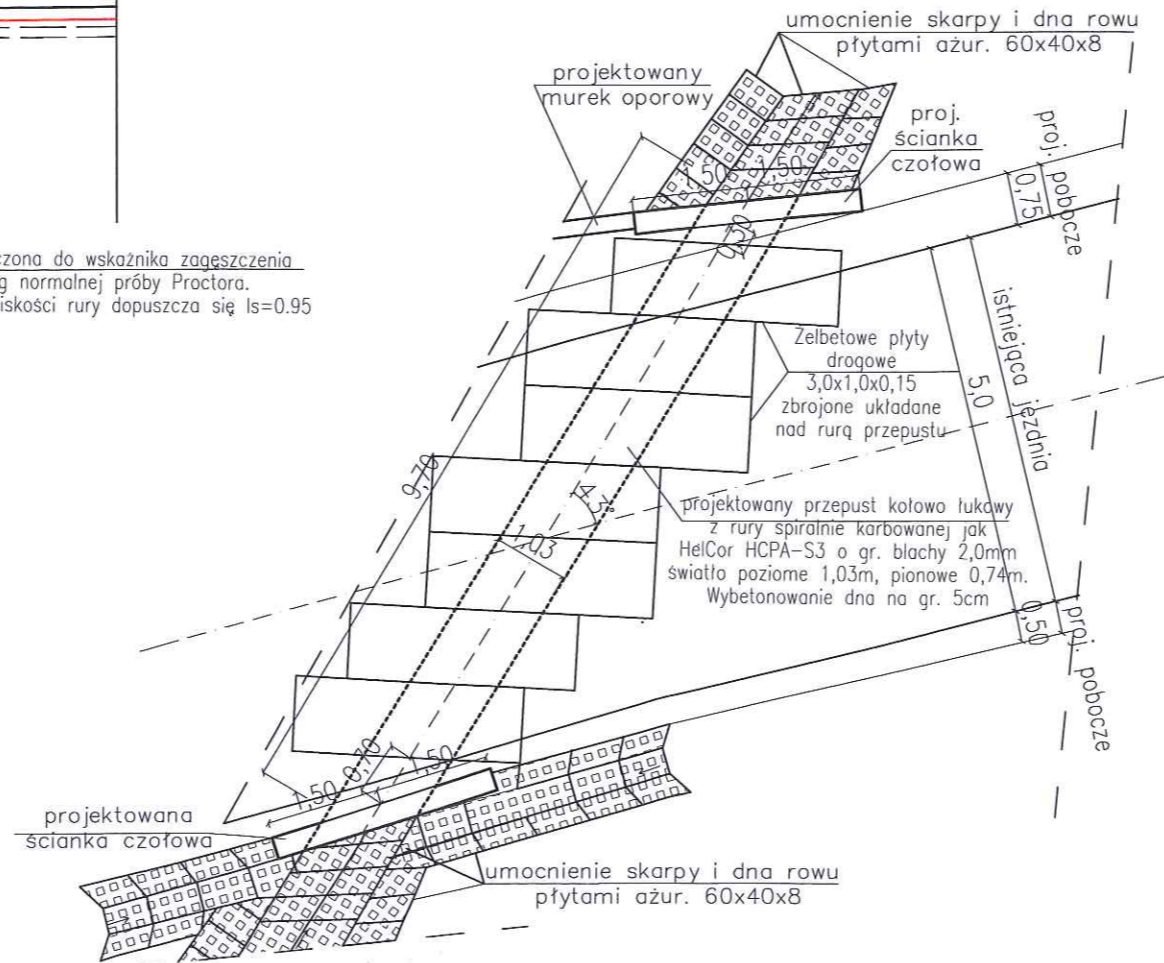 umocnienie skarpy i dna rowu
płytami ażur. 60x40x8
projektowany
murek oporowy
proj.
ścianka
czołowa
proj. pobocze
0,75
1,50
1,50
czona do wskaźnika zagęszczenia
g normalnej próby Proctora.
iskości rury dopuszcza się Is=0.95
Żelbetowe płyty
drogowe
3,0x1,0x0,15
zbrojone układane
nad rurą przepustu
5,0
istniejąca jezdnia
9,70
1,03
projektowany przepust kołowo łukowy
z rury spiralnie karbowanej jak
HelCor HCPA-S3 o gr. blachy 2,0mm
światło poziome 1,03m, pionowe 0,74m.
Wybetonowanie dna na gr. 5cm
0,50
proj. pobocze
1,50
0,70
1,50
projektowana
ścianka czołowa
umocnienie skarpy i dna rowu
płytami ażur. 60x40x8